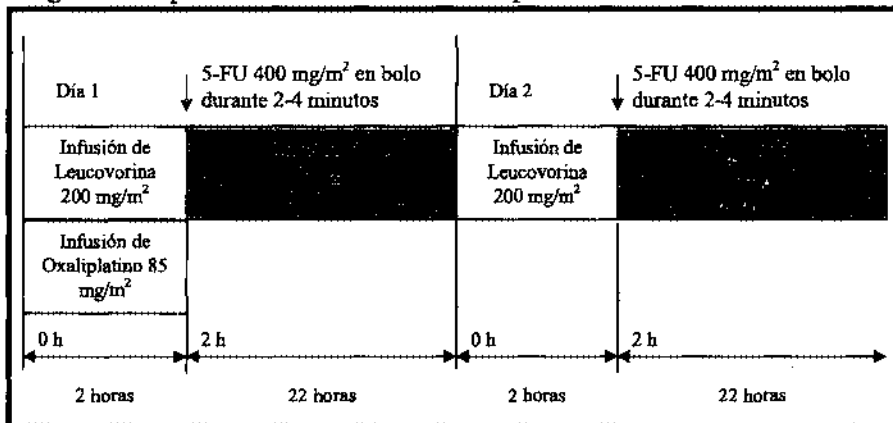 Día 1
5-FU 400 mg/m² en bolo
durante 2-4 minutos
Día 2
5-FU 400 mg/m² en bolo
durante 2-4 minutos
Infusión de
Leucovorina
200 mg/m²
Infusión de
Leucovorina
200 mg/m²
Infusión de
Oxaliplatino 85
mg/m²
0 h
2 h
0 h
2 h
2 horas
22 horas
2 horas
22 horas